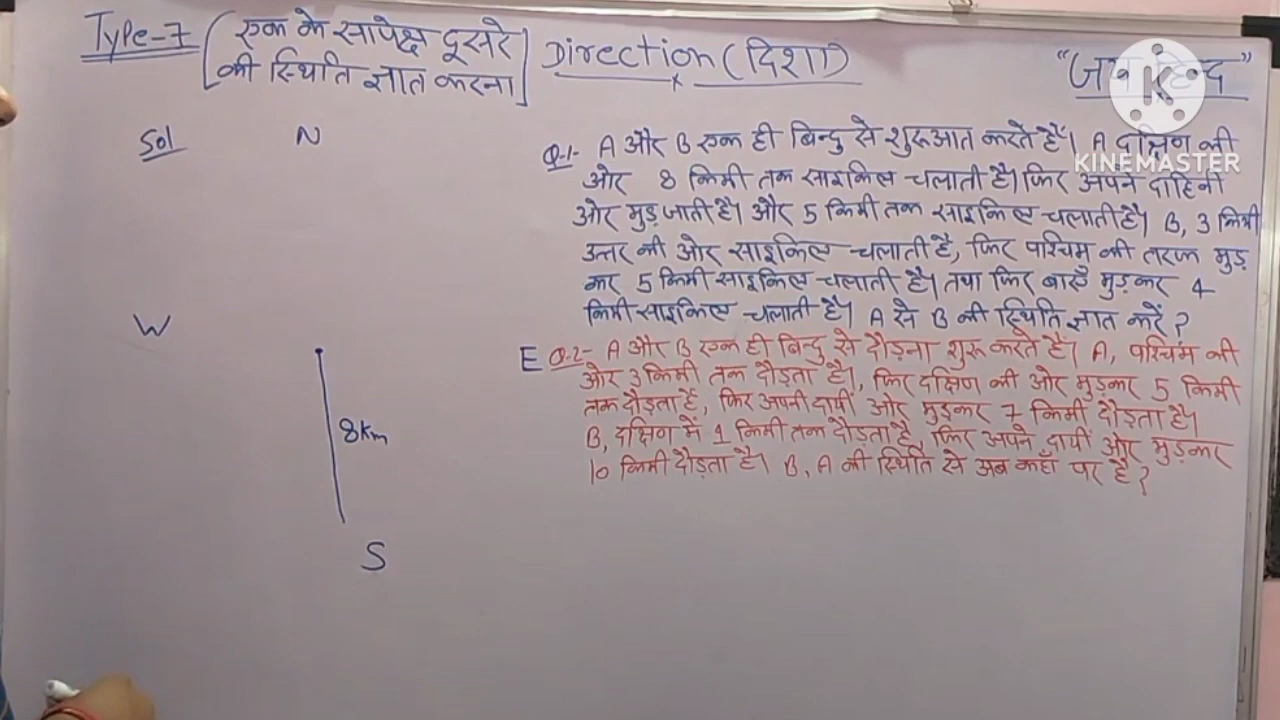 Type-7 (एक के सापेक्ष दूसरे
की स्थिति ज्ञात करना)
Direction (दिशा)
"जय हिन्द"
K
KINEMASTER
Sol
N
W
E
S
8km
Q.1- A और B एक ही बिन्दु से शुरुआत करते हैं। A दक्षिण की
ओर 8 किमी तक साइकिल चलाती है। फिर अपने दाहिनी
ओर मुड़ जाती है। और 5 किमी तक साइकिल चलाती है। B, 3 किमी
उत्तर की ओर साइकिल चलाती है, फिर पश्चिम की तरफ मुड़
कर 5 किमी साइकिल चलाती है। तथा फिर बाएँ मुड़कर 4
किमी साइकिल चलाती है। A से B की स्थिति ज्ञात करें?
Q.2- A और B एक ही बिन्दु से दौड़ना शुरू करते हैं। A, पश्चिम की
ओर 3 किमी तक दौड़ता है, फिर दक्षिण की ओर मुड़कर 5 किमी
तक दौड़ता है, फिर अपनी दायीं ओर मुड़कर 7 किमी दौड़ता है।
B, दक्षिण में 1 किमी तक दौड़ता है, फिर अपने दायीं ओर मुड़कर
10 किमी दौड़ता है। B, A की स्थिति से अब कहाँ पर है?